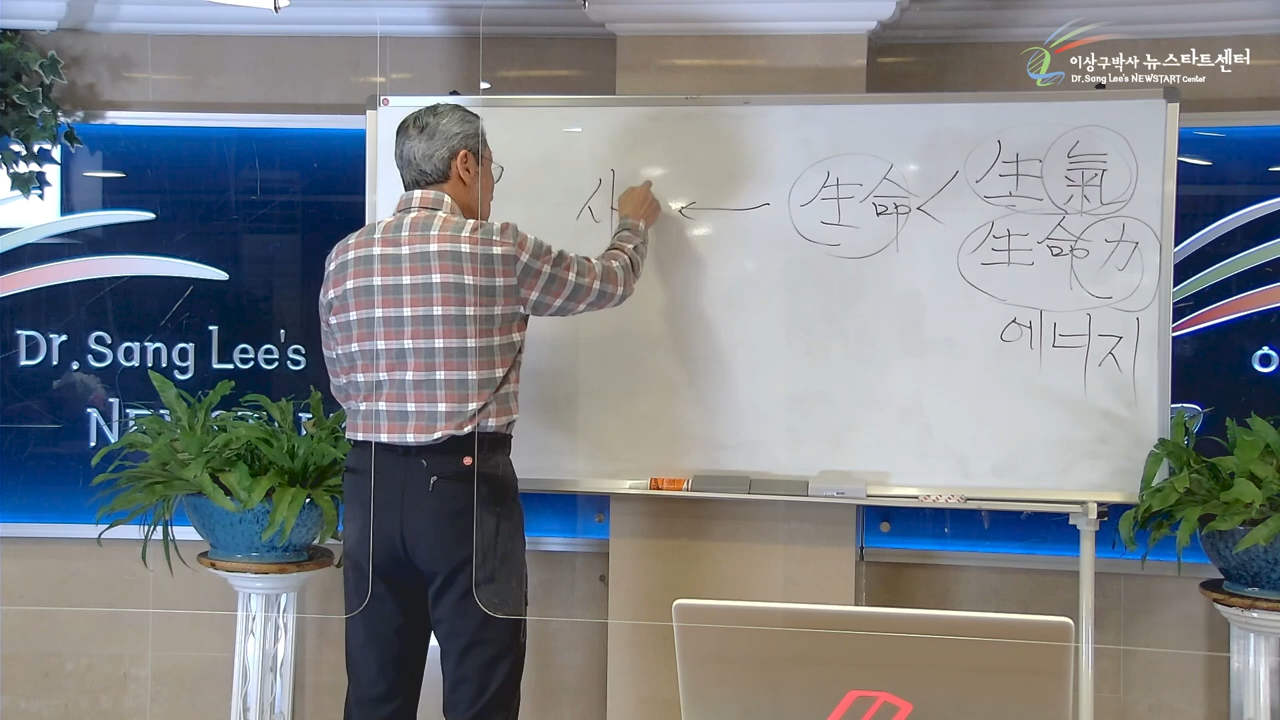 이상구박사 뉴스타트센터
Dr.Sang Lee's NEWSTART Center
사 ← 生命 < 生氣
生命力
에너지
Dr.Sang Lee's